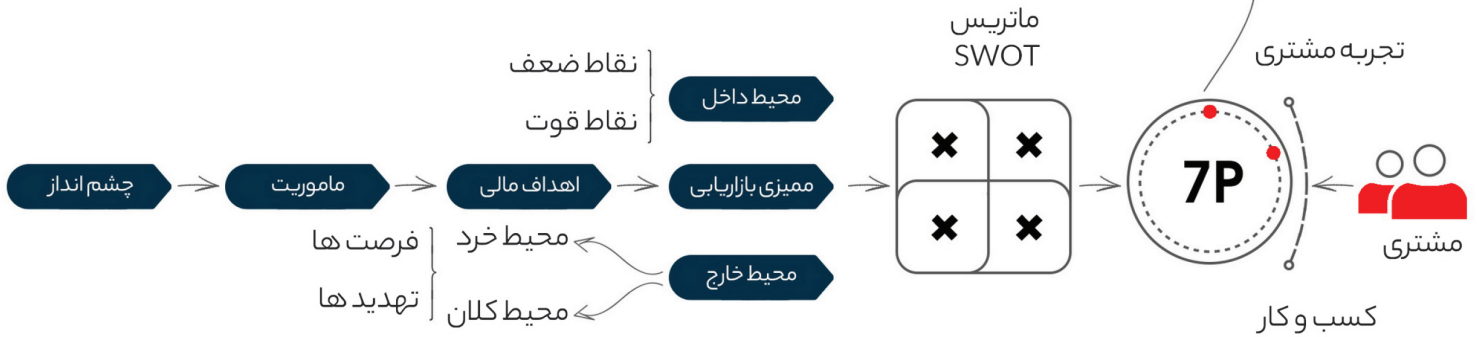 ماتریس
SWOT
تجربه مشتری
نقاط ضعف
نقاط قوت
محیط داخل
چشم انداز
ماموریت
اهداف مالی
ممیزی بازاریابی
7P
مشتری
فرصت ها
تهدید ها
محیط خرد
محیط کلان
محیط خارج
کسب و کار